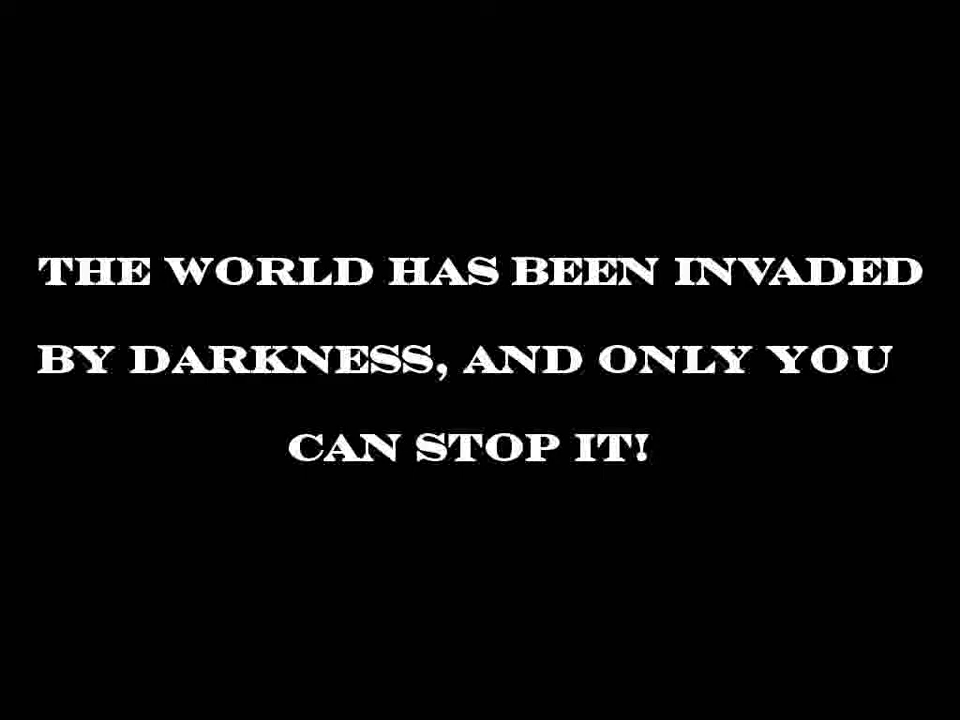 THE WORLD HAS BEEN INVADED
BY DARKNESS, AND ONLY YOU
CAN STOP IT!